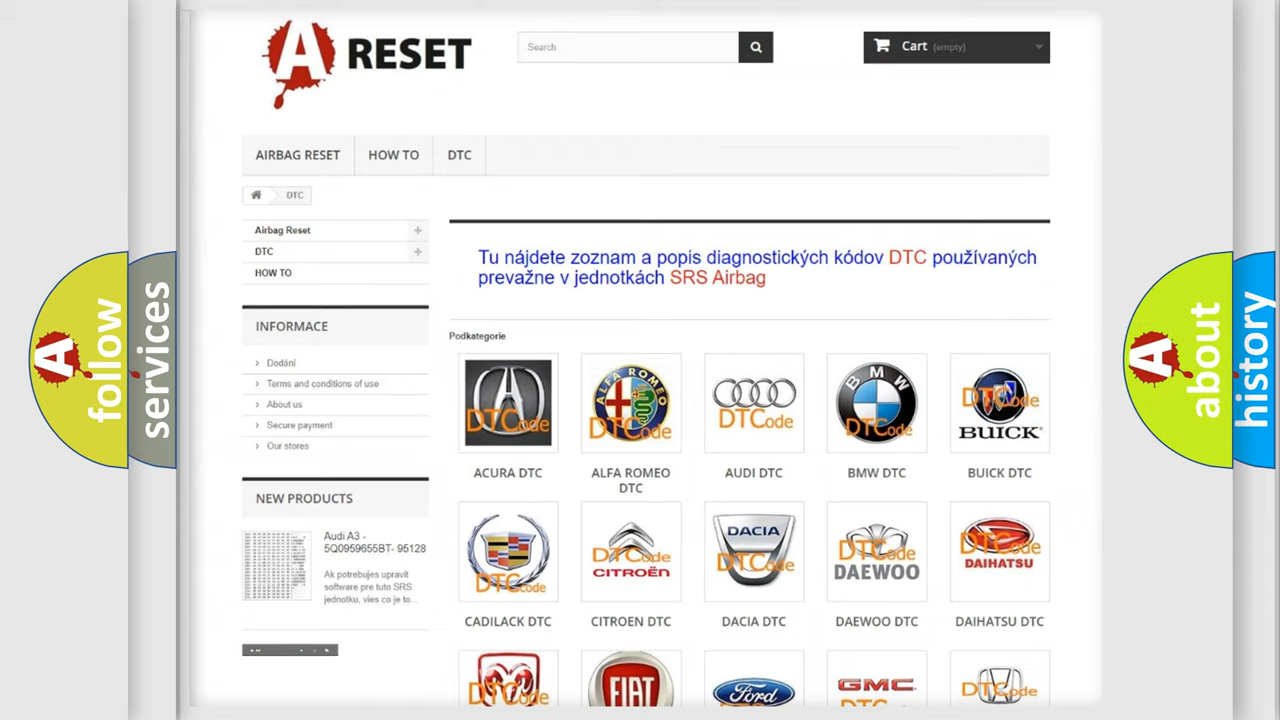 A RESET
Search
Cart (empty)
AIRBAG RESET
HOW TO
DTC
DTC
Airbag Reset
DTC
HOW TO
Tu nájdete zoznam a popis diagnostických kódov DTC používaných
prevažne v jednotkách SRS Airbag
INFORMACE
Dodání
Terms and conditions of use
About us
Secure payment
Our stores
NEW PRODUCTS
Audi A3 -
5Q0959655BT- 95128
Ak potrebujes upravit
software pre tuto SRS
jednotku, vies co je to...
Podkategorie
DTCode
ALFA ROMEO
DTCode
DTCode
BMW
DTCode
DTCode
BUICK
ACURA DTC
ALFA ROMEO
DTC
AUDI DTC
BMW DTC
BUICK DTC
DTCode
DTCode
CITROËN
DACIA
DTCode
DTCode
DAEWOO
DTCode
DAIHATSU
CADILACK DTC
CITROEN DTC
DACIA DTC
DAEWOO DTC
DAIHATSU DTC
DTCode
FIAT
Ford
GMC
DTCode
A follow
services
A about
history